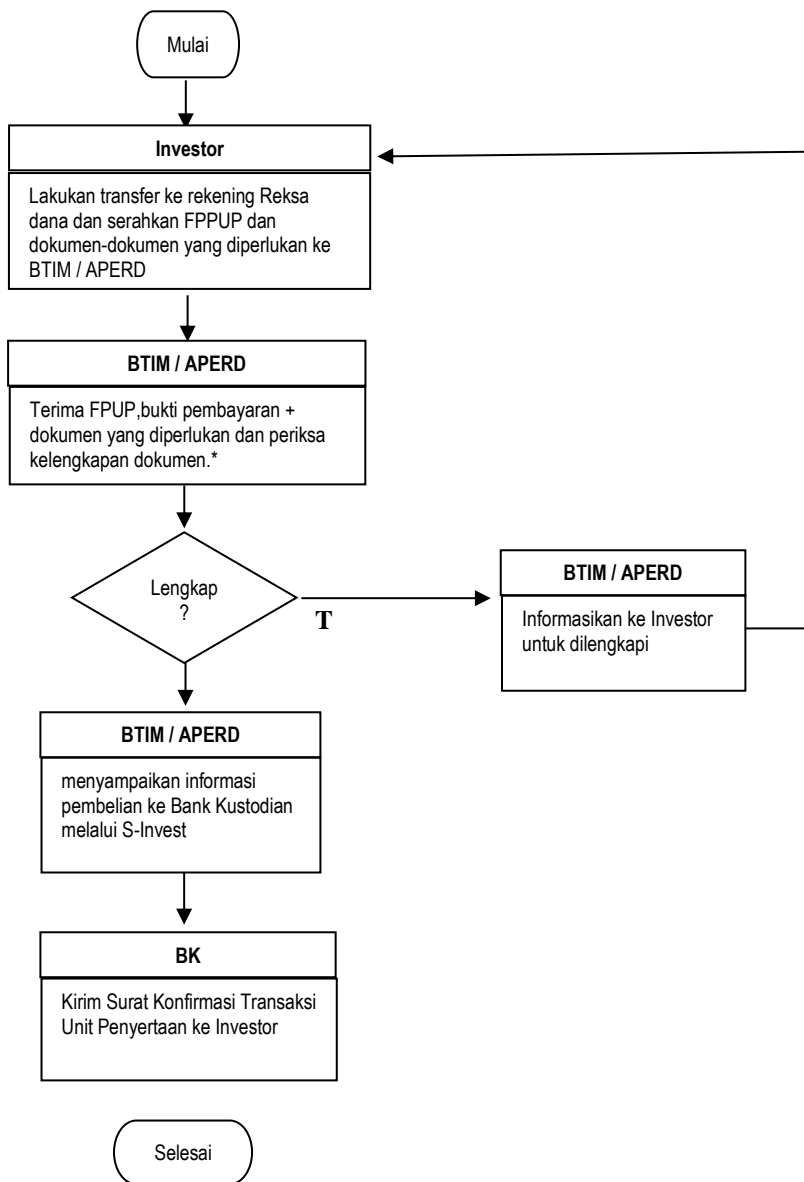 Mulai
Investor
Lakukan transfer ke rekening Reksa
dana dan serahkan FPPUP dan
dokumen-dokumen yang diperlukan ke
BTIM / APERD
BTIM / APERD
Terima FPUP,bukti pembayaran +
dokumen yang diperlukan dan periksa
kelengkapan dokumen.*
Lengkap
?
T
BTIM / APERD
Informasikan ke Investor
untuk dilengkapi
BTIM / APERD
menyampaikan informasi
pembelian ke Bank Kustodian
melalui S-Invest
BK
Kirim Surat Konfirmasi Transaksi
Unit Penyertaan ke Investor
Selesai